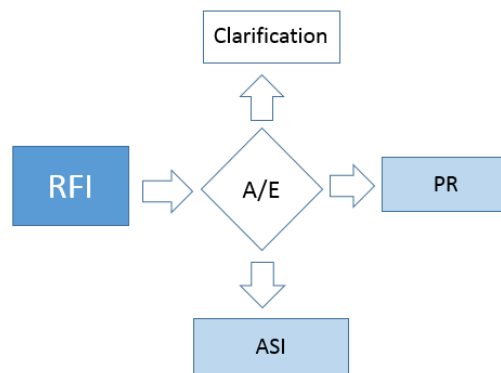 Clarification
RFI
A/E
PR
ASI